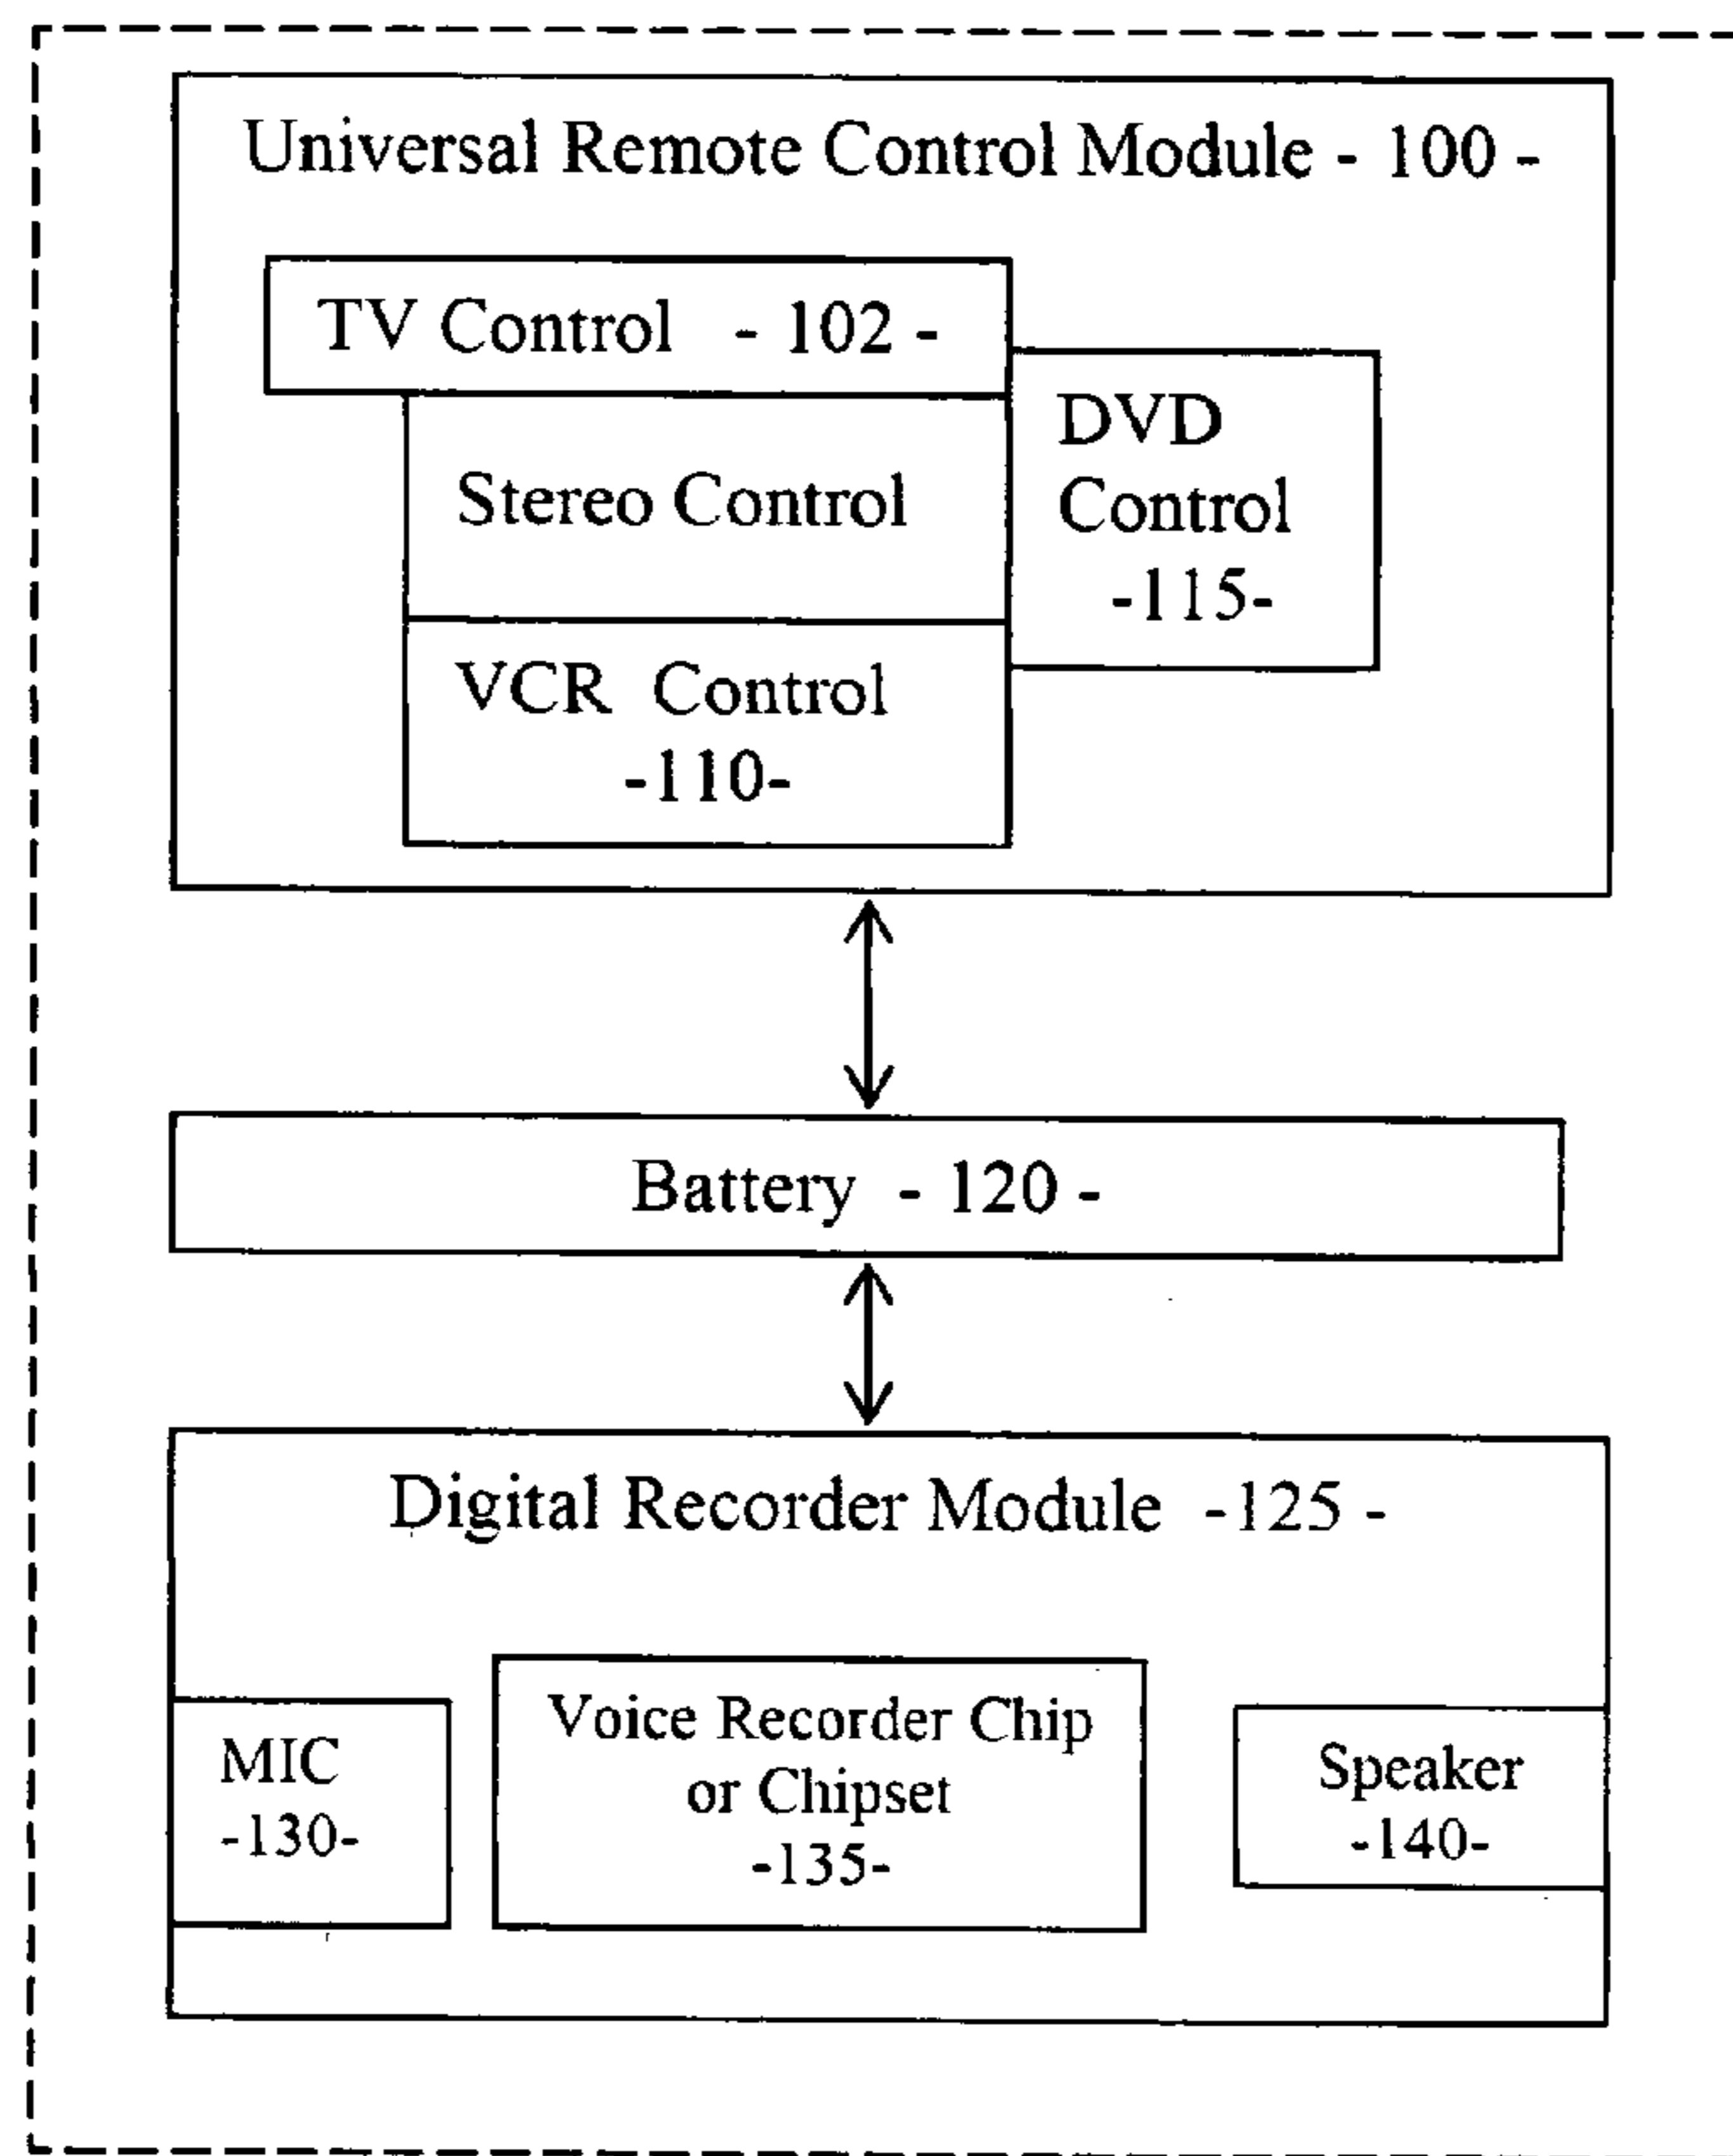 Universal Remote Control Module - 100 -
TV Control - 102 -
DVD
Control
-115-
Stereo Control
VCR Control
-110-
Battery - 120 -
Digital Recorder Module -125 -
MIC
-130-
Voice Recorder Chip
or Chipset
-135-
Speaker
-140-